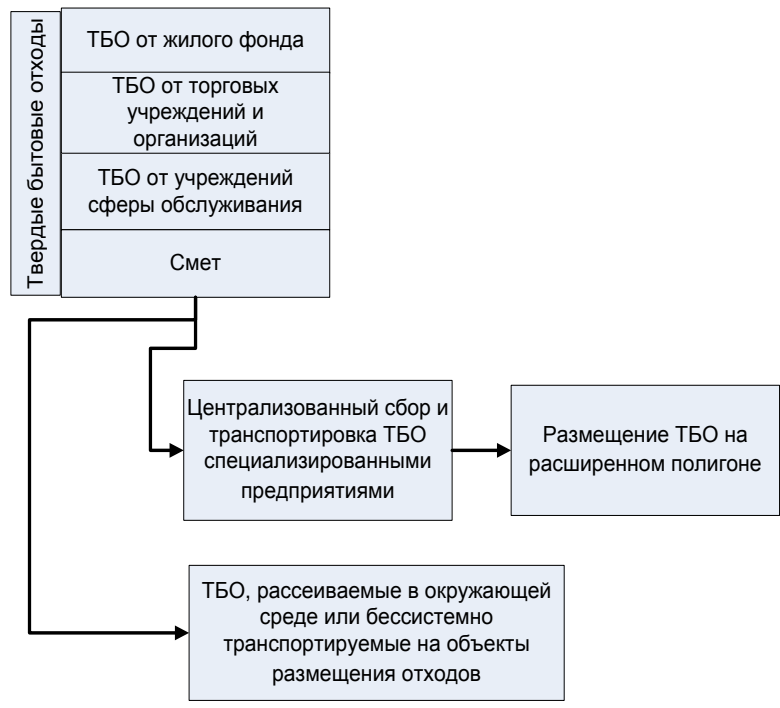 Твердые бытовые отходы
ТБО от жилого фонда
ТБО от торговых
учреждений и
организаций
ТБО от учреждений
сферы обслуживания
Смет
Централизованный сбор и
транспортировка ТБО
специализированными
предприятиями
Размещение ТБО на
расширенном полигоне
ТБО, рассеиваемые в окружающей
среде или бессистемно
транспортируемые на объекты
размещения отходов